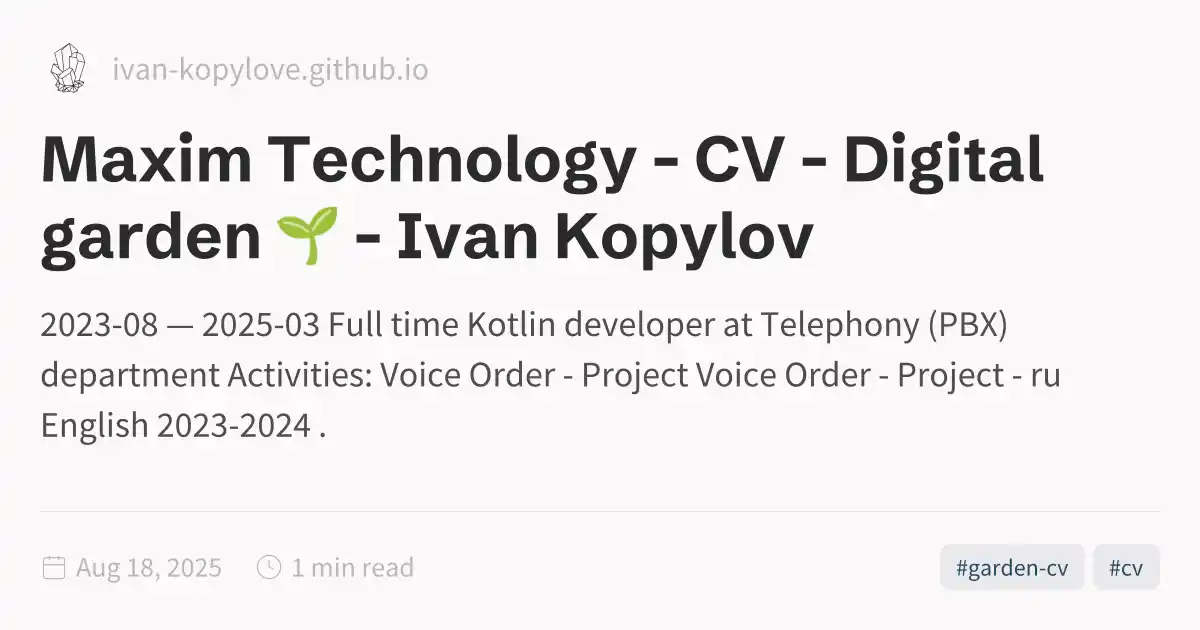 ivan-kopylove.github.io
Maxim Technology - CV - Digital
garden 🌱 - Ivan Kopylov
2023-08 — 2025-03 Full time Kotlin developer at Telephony (PBX)
department Activities: Voice Order - Project Voice Order - Project - ru
English 2023-2024 .
Aug 18, 2025 1 min read #garden-cv #cv